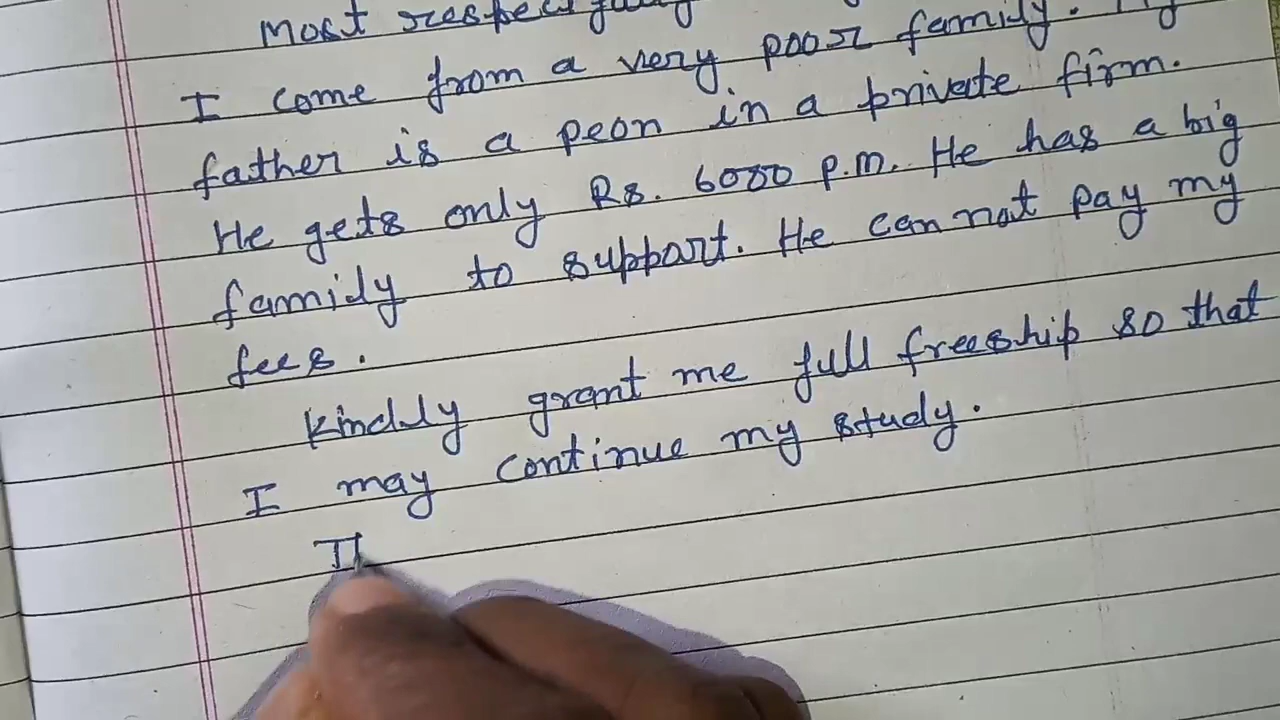 Most respectfully
I come from a very poor family. My
father is a peon in a private firm.
He gets only Rs. 6000 p.m. He has a big
family to support. He can not pay my
fees.
Kindly grant me full freeship so that
I may continue my study.